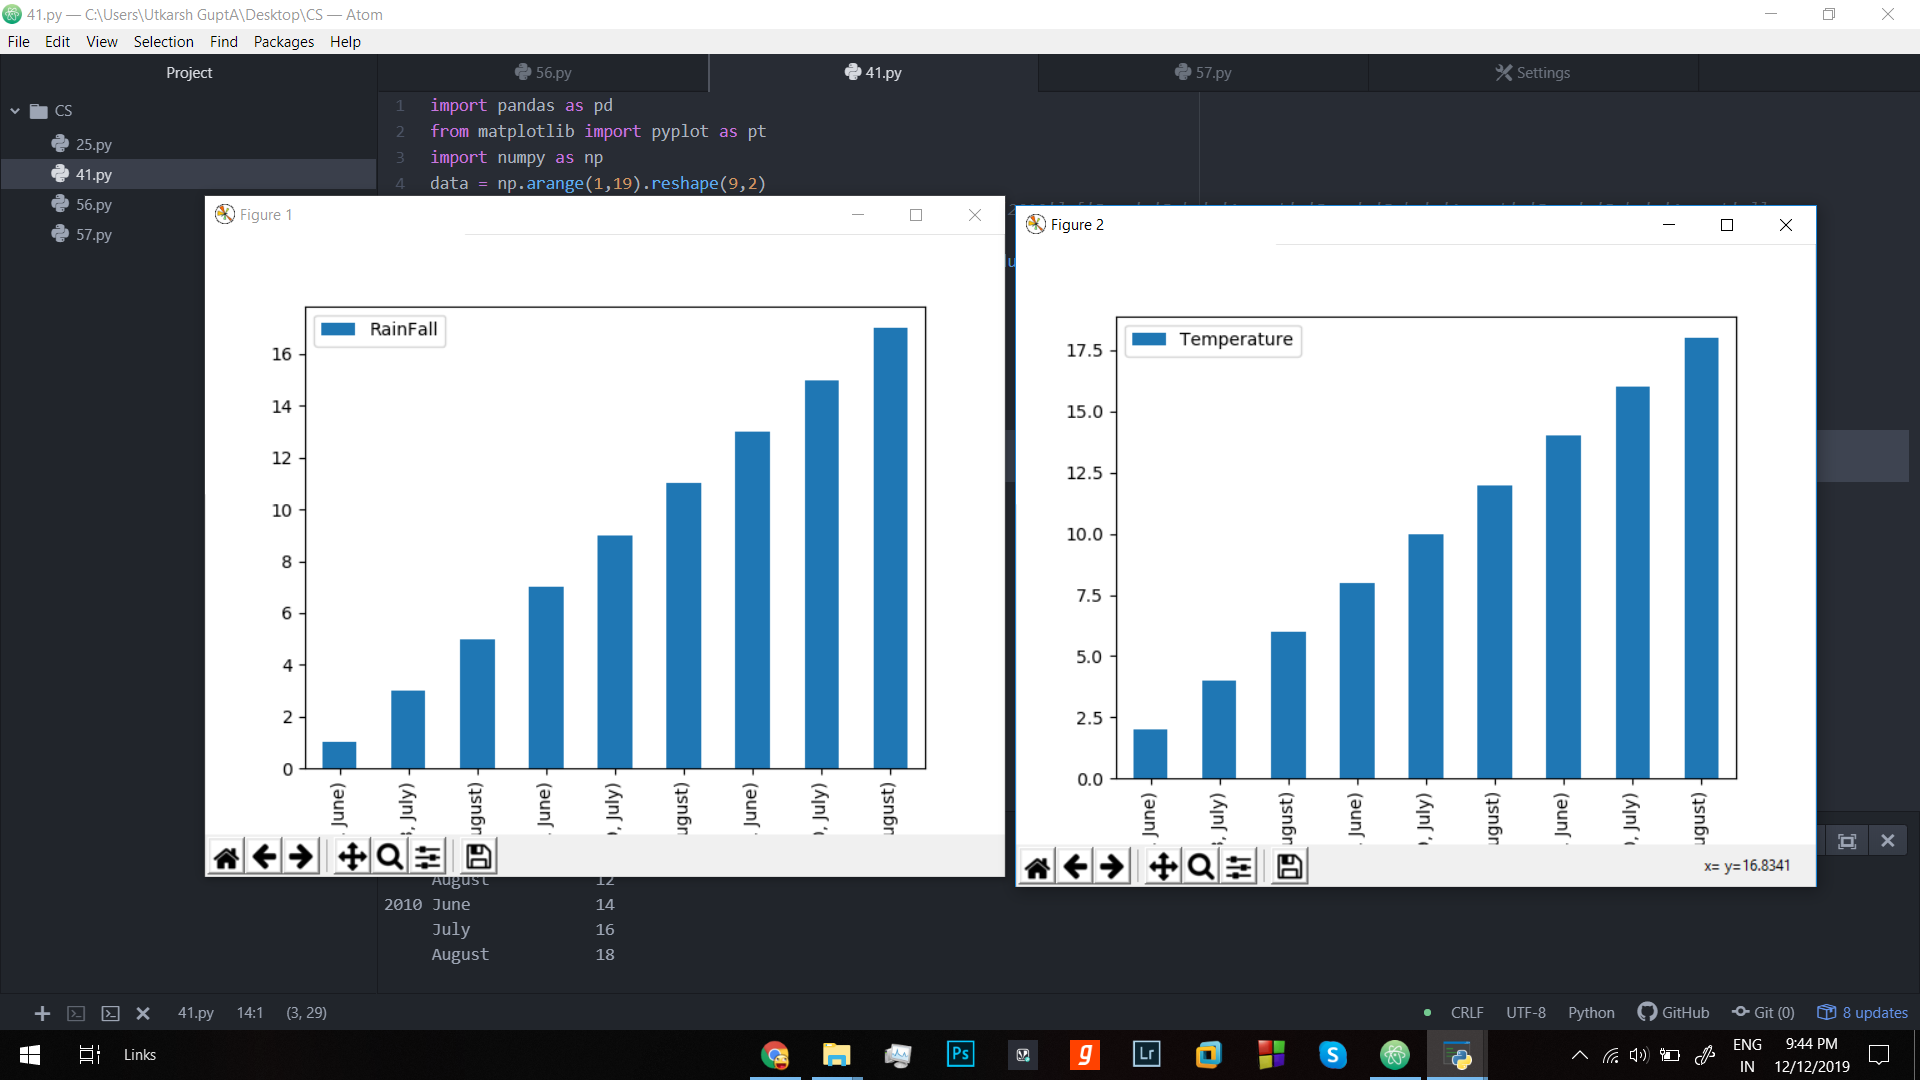 41.py — C:\Users\Utkarsh GuptA\Desktop\CS — Atom
File Edit View Selection Find Packages Help
Project
56.py
41.py
57.py
Settings
CS
25.py
41.py
56.py
57.py
1 import pandas as pd
2 from matplotlib import pyplot as pt
3 import numpy as np
4 data = np.arange(1,19).reshape(9,2)
Figure 1
RainFall
16
14
12
10
8
6
4
2
0
June)
July)
ugust)
June)
, July)
ugust)
June)
, July)
ugust)
Figure 2
Temperature
17.5
15.0
12.5
10.0
7.5
5.0
2.5
0.0
June)
, July)
ugust)
June)
, July)
ugust)
June)
, July)
ugust)
x= y=16.8341
August 12
2010 June 14
July 16
August 18
41.py 14:1 (3, 29)
CRLF UTF-8 Python GitHub Git (0) 8 updates
Links
Ps
g
Lr
S
ENG
IN
9:44 PM
12/12/2019